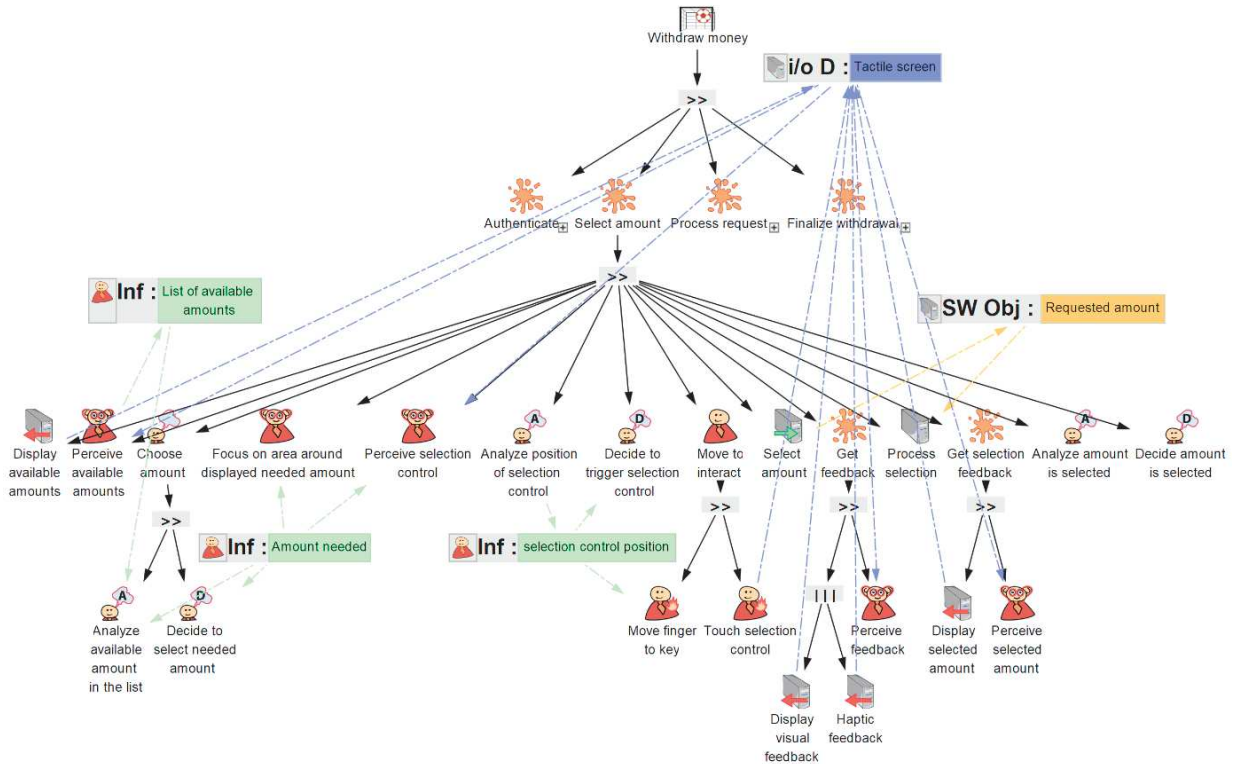 Withdraw money
i/o D : Tactile screen
>>
Authenticate
Select amount
Process request
Finalize withdrawal
>>
Inf : List of available
amounts
SW Obj : Requested amount
Display
available
amounts
Perceive
available
amounts
Choose
amount
Focus on area around
displayed needed amount
Perceive selection
control
A
Analyze position
of selection
control
D
Decide to
trigger selection
control
Move to
interact
Select
amount
Get
feedback
Process
selection
Get selection
feedback
A
Analyze amount
is selected
D
Decide amount
is selected
>>
>>
>>
>>
Inf : Amount needed
Inf : selection control position
A
Analyze
available
amount
in the list
D
Decide to
select needed
amount
Move finger
to key
Touch selection
control
|||
Perceive
feedback
Display
selected
amount
Perceive
selected
amount
Display
visual
feedback
Haptic
feedback